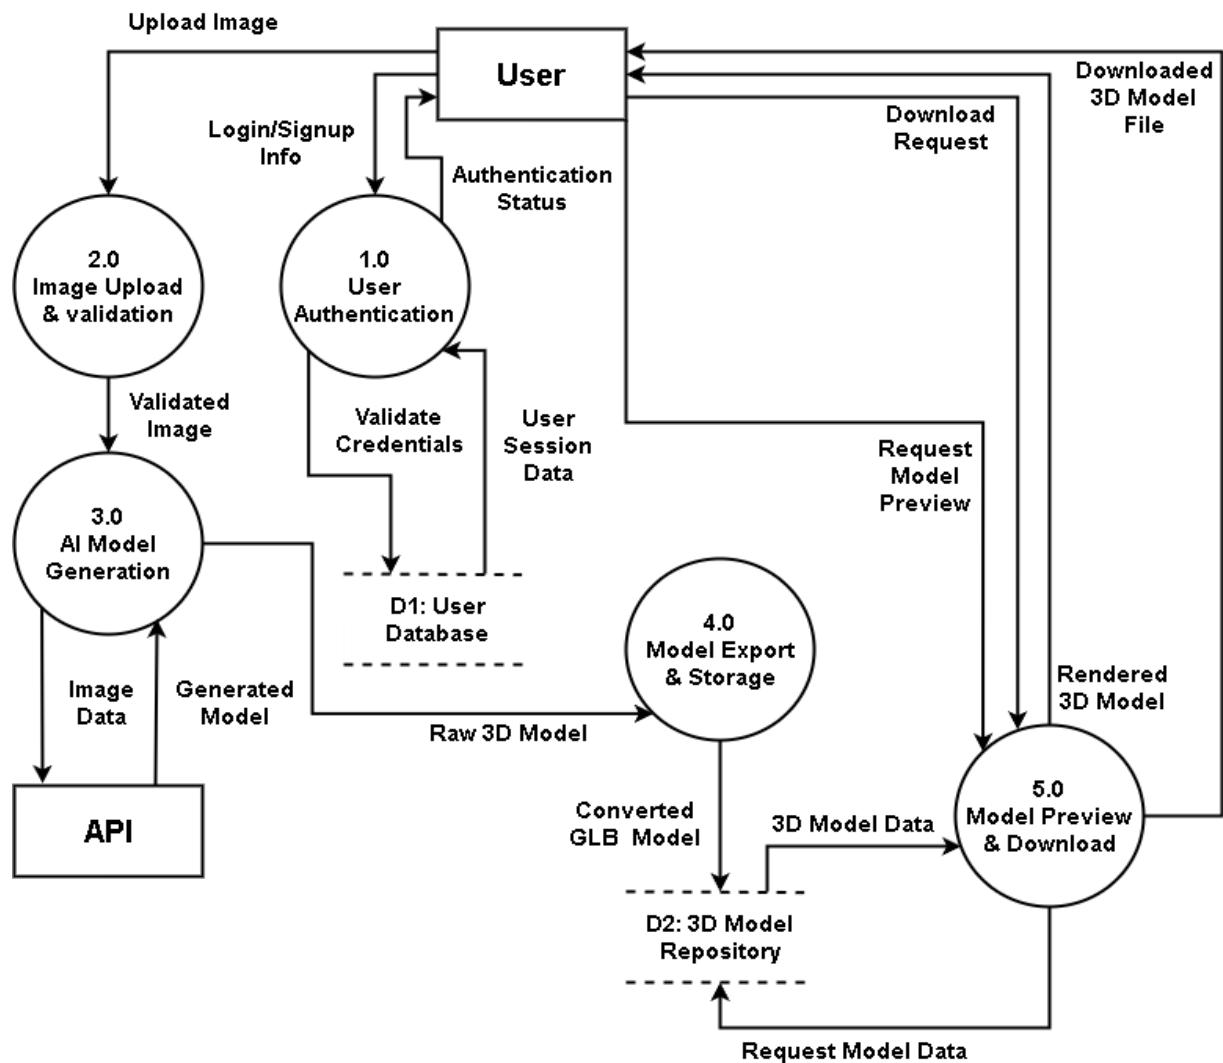 Upload Image
User
Downloaded
3D Model
File
Download
Request
Login/Signup
Info
Authentication
Status
2.0
Image Upload
& validation
1.0
User
Authentication
Validated
Image
Validate
Credentials
User
Session
Data
Request
Model
Preview
3.0
AI Model
Generation
D1: User
Database
4.0
Model Export
& Storage
Image
Data
Generated
Model
Raw 3D Model
Rendered
3D Model
API
Converted
GLB  Model
3D Model Data
5.0
Model Preview
& Download
D2: 3D Model
Repository
Request Model Data